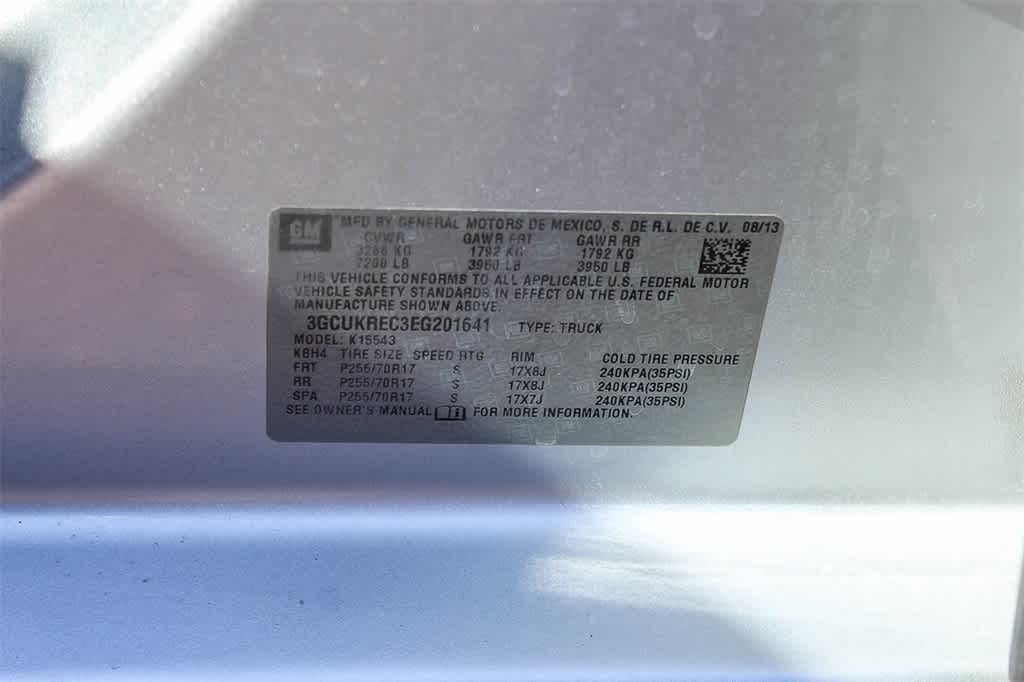 GM MFD BY GENERAL MOTORS DE MEXICO, S. DE R.L. DE C.V. 08/13
GVWR GAWR FRT GAWR RR
KG 1792 KG 1792 KG
LB 3950 LB 3950 LB
THIS VEHICLE CONFORMS TO ALL APPLICABLE U.S. FEDERAL MOTOR
VEHICLE SAFETY STANDARDS IN EFFECT ON THE DATE OF
MANUFACTURE SHOWN ABOVE.
3GCUKREC3EG201641 TYPE: TRUCK
MODEL: K15543
K8H4 TIRE SIZE SPEED RTG RIM COLD TIRE PRESSURE
FRT P255/70R17 S 17X8J 240KPA(35PSI)
RR P255/70R17 S 17X8J 240KPA(35PSI)
SPA P255/70R17 S 17X7J 240KPA(35PSI)
SEE OWNER'S MANUAL FOR MORE INFORMATION.